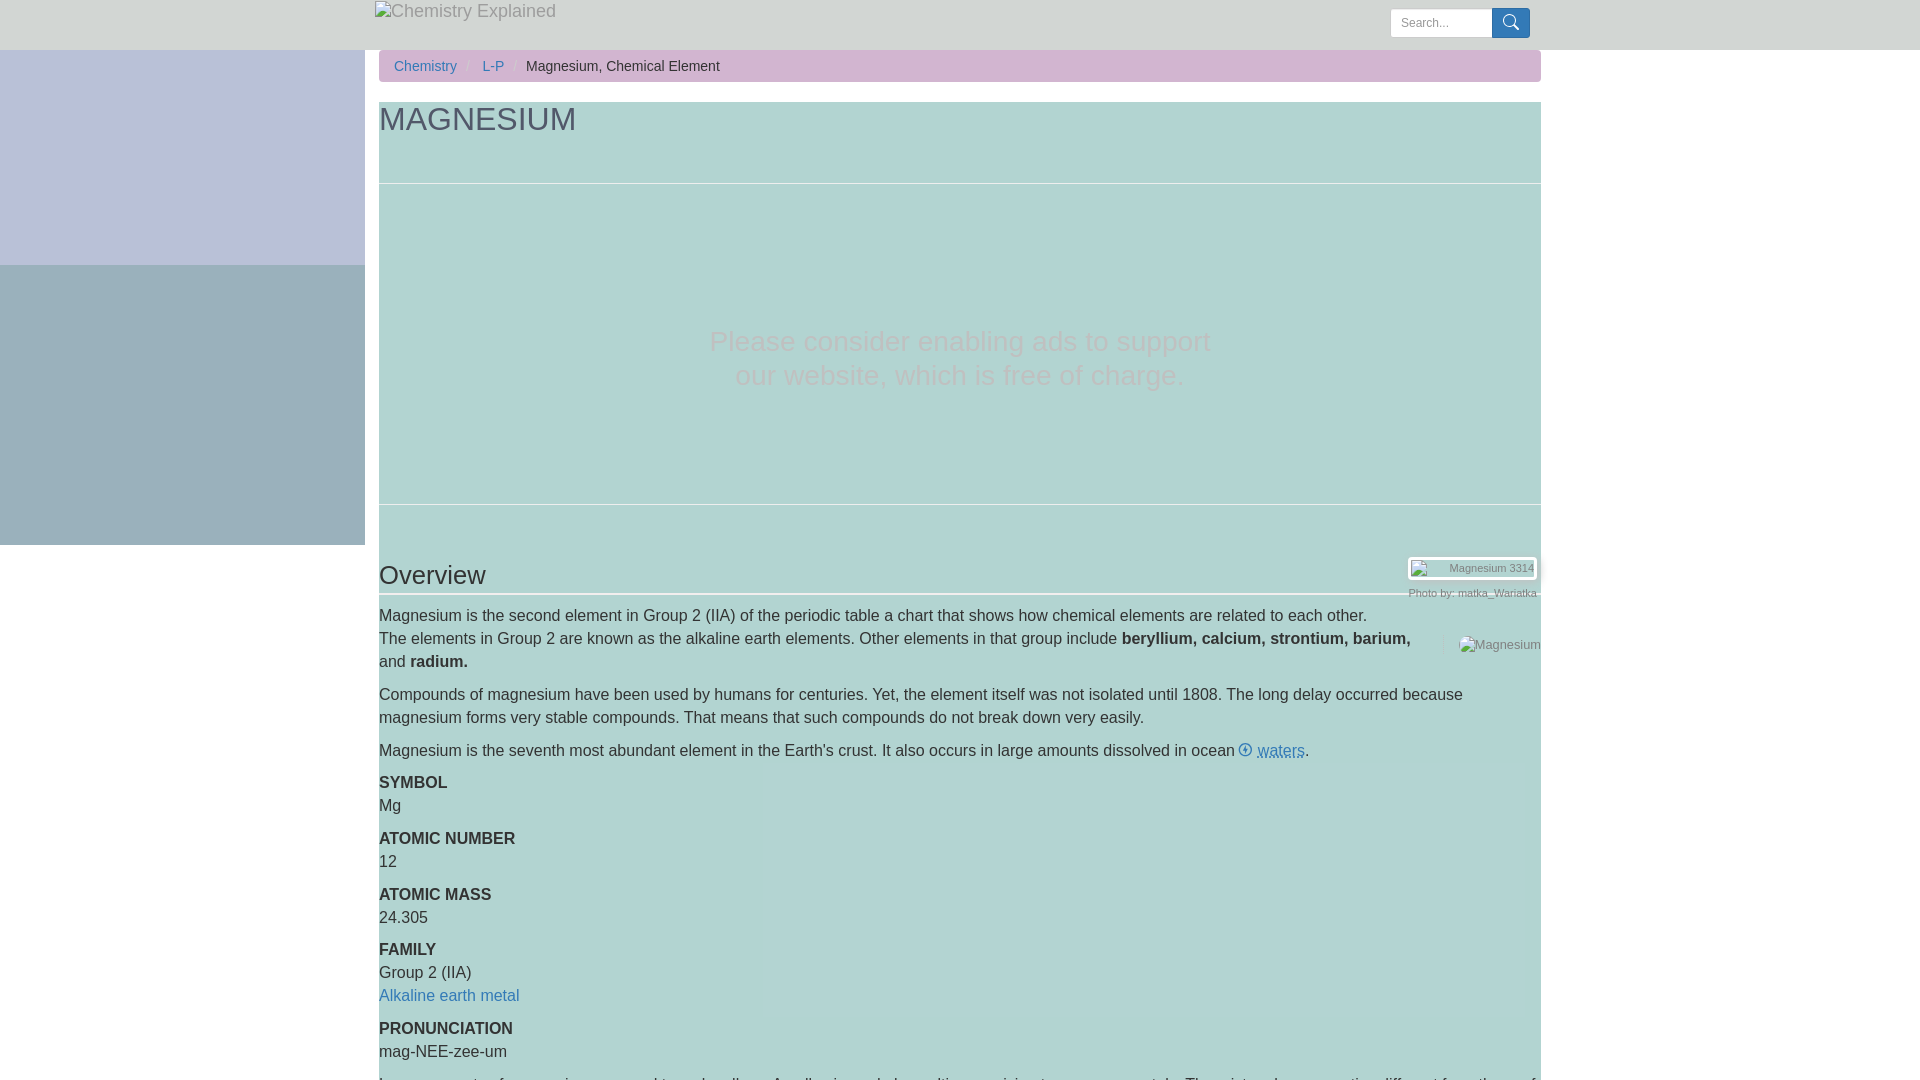 Chemistry Explained
Search...
Chemistry / L-P / Magnesium, Chemical Element
MAGNESIUM
Please consider enabling ads to support
our website, which is free of charge.
Overview
Magnesium 3314
Photo by: matka_Wariatka
Magnesium is the second element in Group 2 (IIA) of the periodic table a chart that shows how chemical elements are related to each other.
The elements in Group 2 are known as the alkaline earth elements. Other elements in that group include beryllium, calcium, strontium, barium,
and radium.
Magnesium
Compounds of magnesium have been used by humans for centuries. Yet, the element itself was not isolated until 1808. The long delay occurred because
magnesium forms very stable compounds. That means that such compounds do not break down very easily.
Magnesium is the seventh most abundant element in the Earth's crust. It also occurs in large amounts dissolved in ocean waters.
SYMBOL
Mg
ATOMIC NUMBER
12
ATOMIC MASS
24.305
FAMILY
Group 2 (IIA)
Alkaline earth metal
PRONUNCIATION
mag-NEE-zee-um